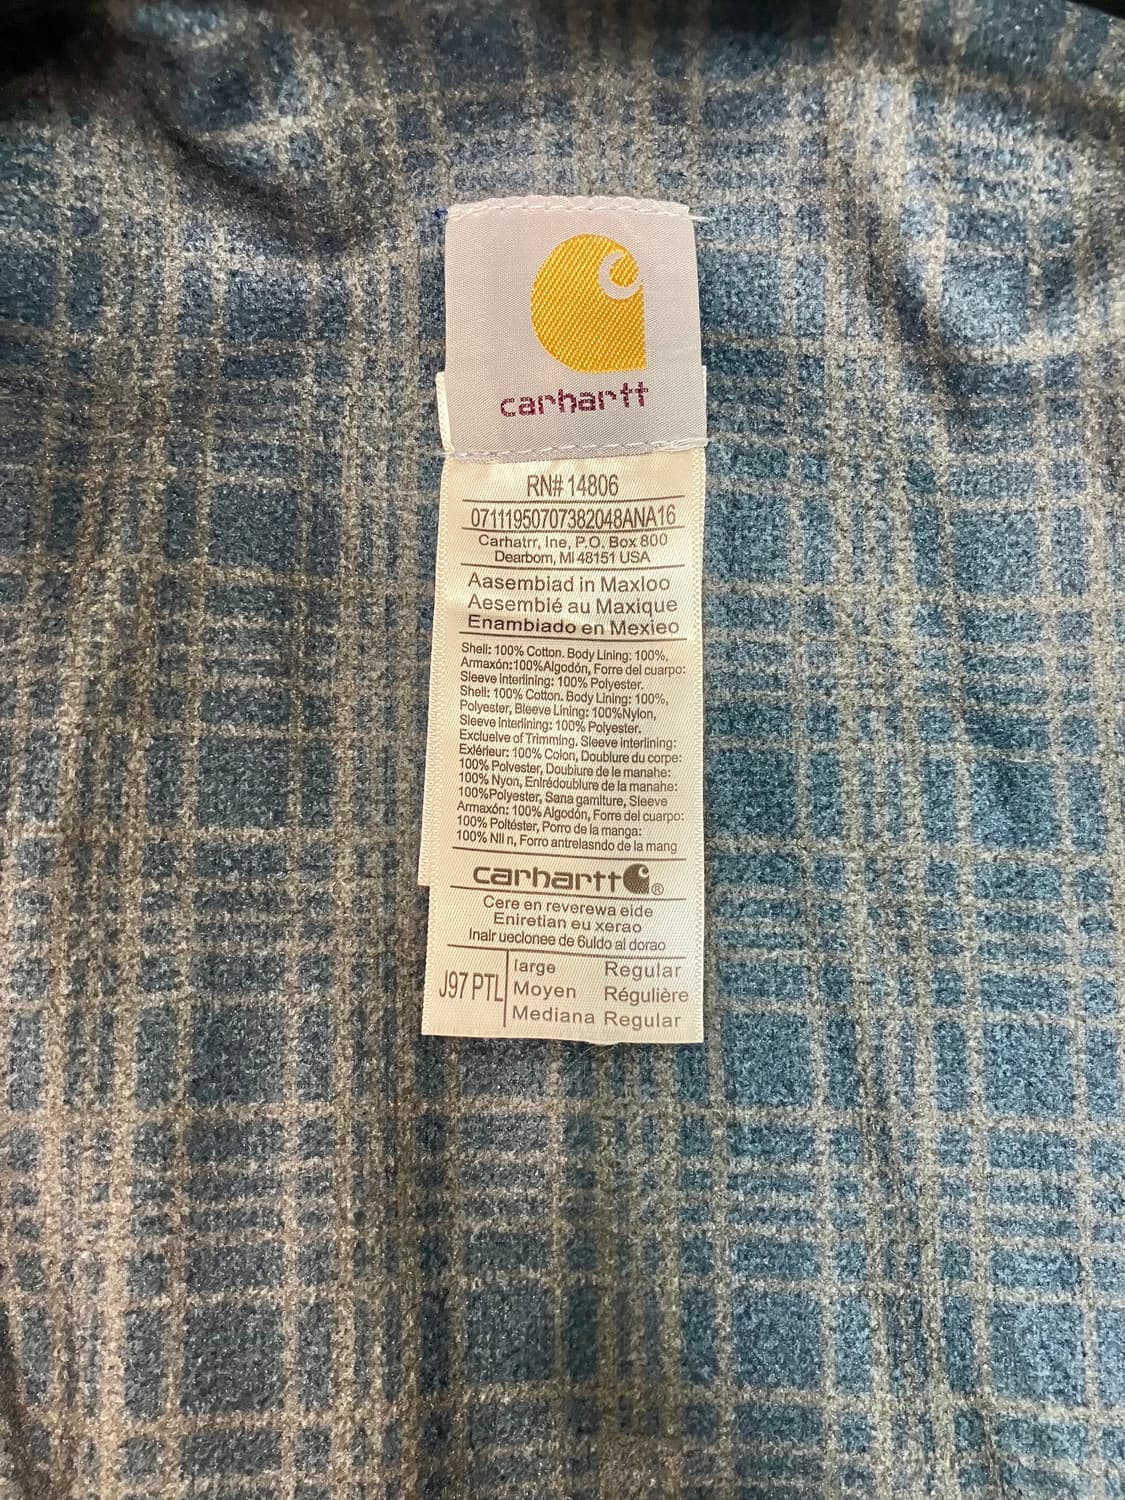 carhartt
RN# 14806
07111950707382048ANA16
Carhatrr, Ine, P.O. Box 800
Dearbom, MI 48151 USA
Aasembiad in Maxloo
Aesembié au Maxique
Enambiado en Mexieo
Shell: 100% Cotton. Body Lining: 100%,
Armaxón:100%Algodón, Forre del cuarpo:
Sleeve interlining: 100% Polyester.
Shell: 100% Cotton. Body Lining: 100%,
Polyester, Bleeve Lining: 100%Nylon,
Sleeve interlining: 100% Polyester.
Excluelve of Trimming. Sleeve interlining:
Exlérieur: 100% Colon, Doublure du corpe:
100% Polvester, Doubiure de le manahe:
100% Nyon, Enlrédoublure de la manahe:
100%Polyester, Sana gamlture, Sleeve
Armaxón: 100% Algodón, Forre del cuarpo:
100% Poltéster, Porro de la manga:
100% Nll n, Forro antrelasndo de la mang
carhartt®
Cere en reverewa eide
Eniretian eu xerao
lnalr ueclonee de 6uldo al dorao
J97 PTL
large Regular
Moyen Régulière
Mediana Regular